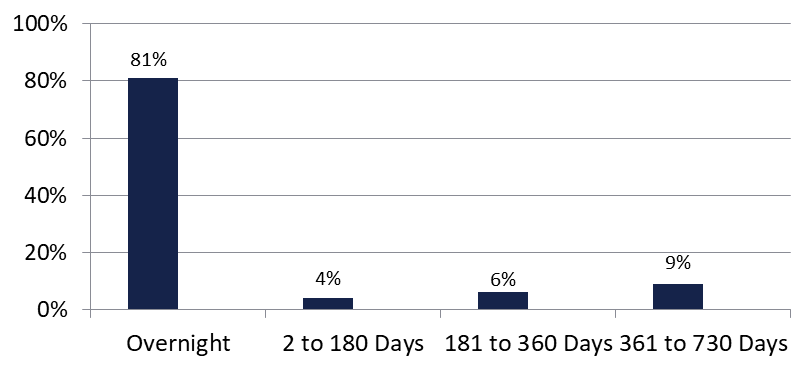 100%
81%
80%
60%
40%
20%
4%
6%
9%
0%
Overnight
2 to 180 Days
181 to 360 Days
361 to 730 Days